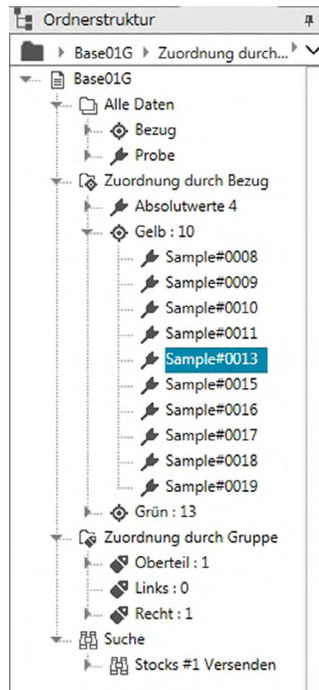 Ordnerstruktur
Base01G Zuordnung durch...
Base01G
Alle Daten
Bezug
Probe
Zuordnung durch Bezug
Absolutwerte 4
Gelb : 10
Sample#0008
Sample#0009
Sample#0010
Sample#0011
Sample#0013
Sample#0015
Sample#0016
Sample#0017
Sample#0018
Sample#0019
Grün : 13
Zuordnung durch Gruppe
Oberteil : 1
Links : 0
Recht : 1
Suche
Stocks #1 Versenden